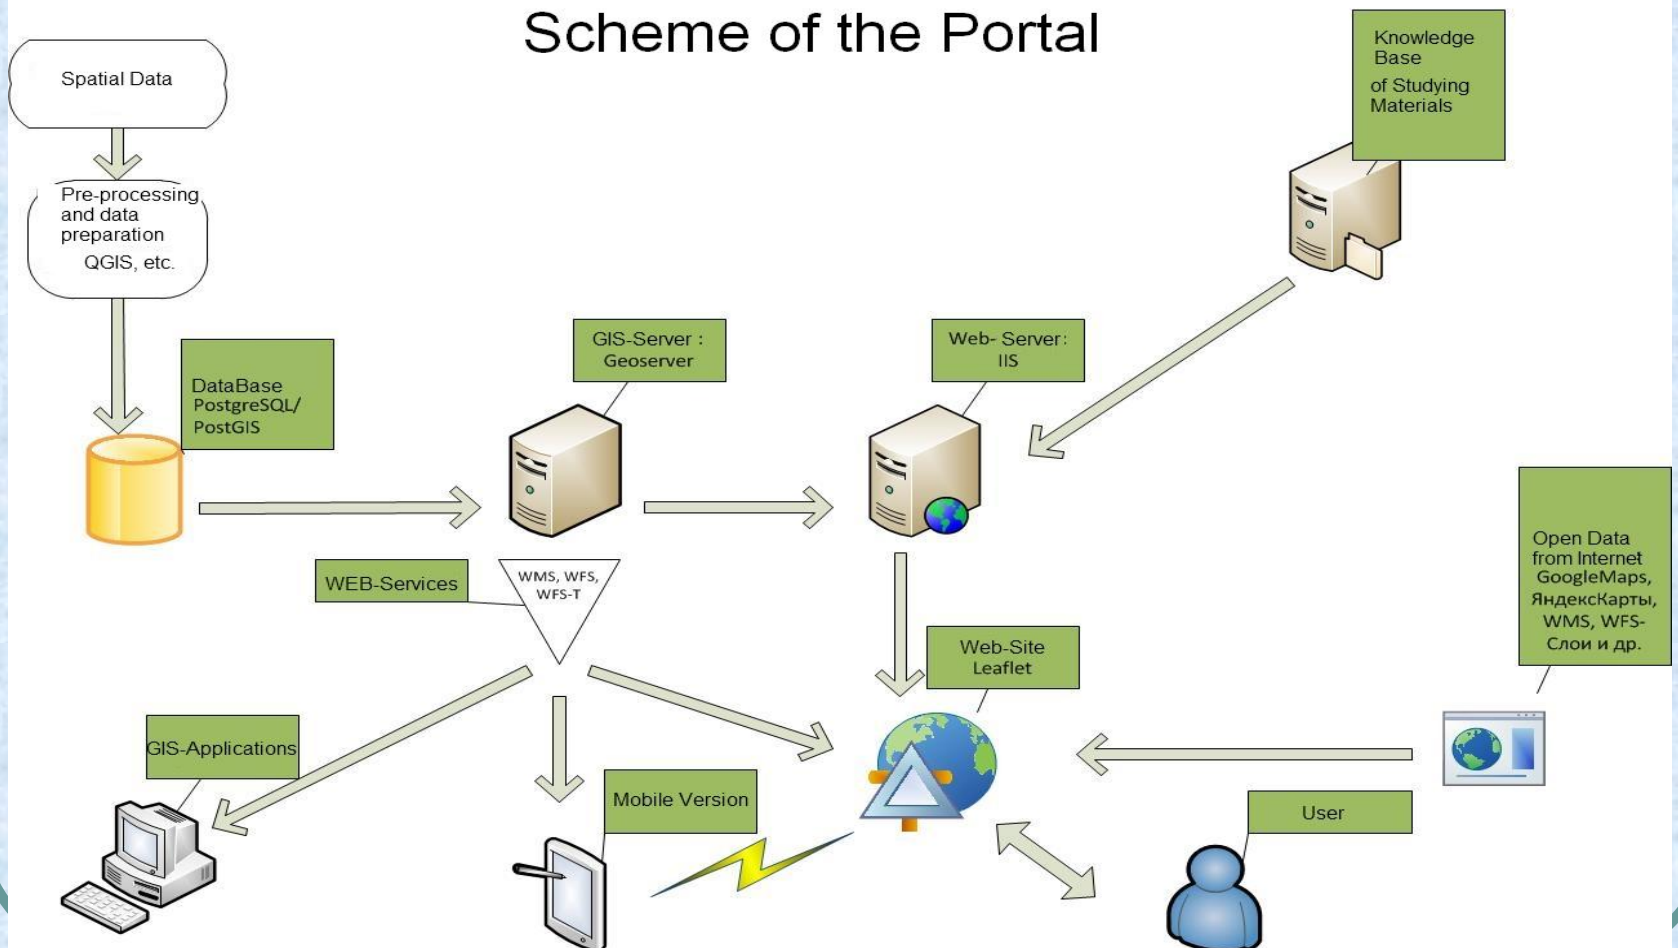 Scheme of the Portal
Spatial Data
Pre-processing
and data
preparation
QGIS, etc.
DataBase
PostgreSQL/
PostGIS
GIS-Server :
Geoserver
Web- Server:
IIS
Knowledge
Base
of Studying
Materials
WEB-Services
WMS, WFS,
WFS-T
Web-Site
Leaflet
Open Data
from Internet
GoogleMaps,
ЯндексКарты,
WMS, WFS-
Слои и др.
GIS-Applications
Mobile Version
User